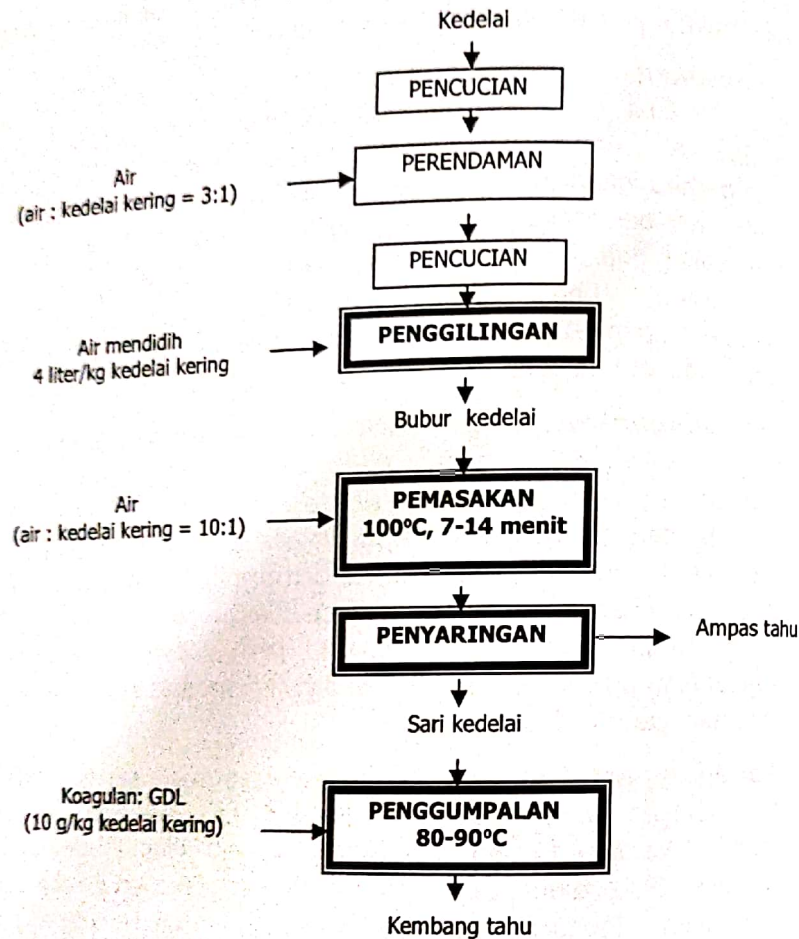 Kedelai
PENCUCIAN
PERENDAMAN
Air
(air : kedelai kering = 3:1)
PENCUCIAN
PENGGILINGAN
Air mendidih
4 liter/kg kedelai kering
Bubur kedelai
PEMASAKAN
100°C, 7-14 menit
Air
(air : kedelai kering = 10:1)
PENYARINGAN
Ampas tahu
Sari kedelai
Koagulan: GDL
(10 g/kg kedelai kering)
PENGGUMPALAN
80-90°C
Kembang tahu